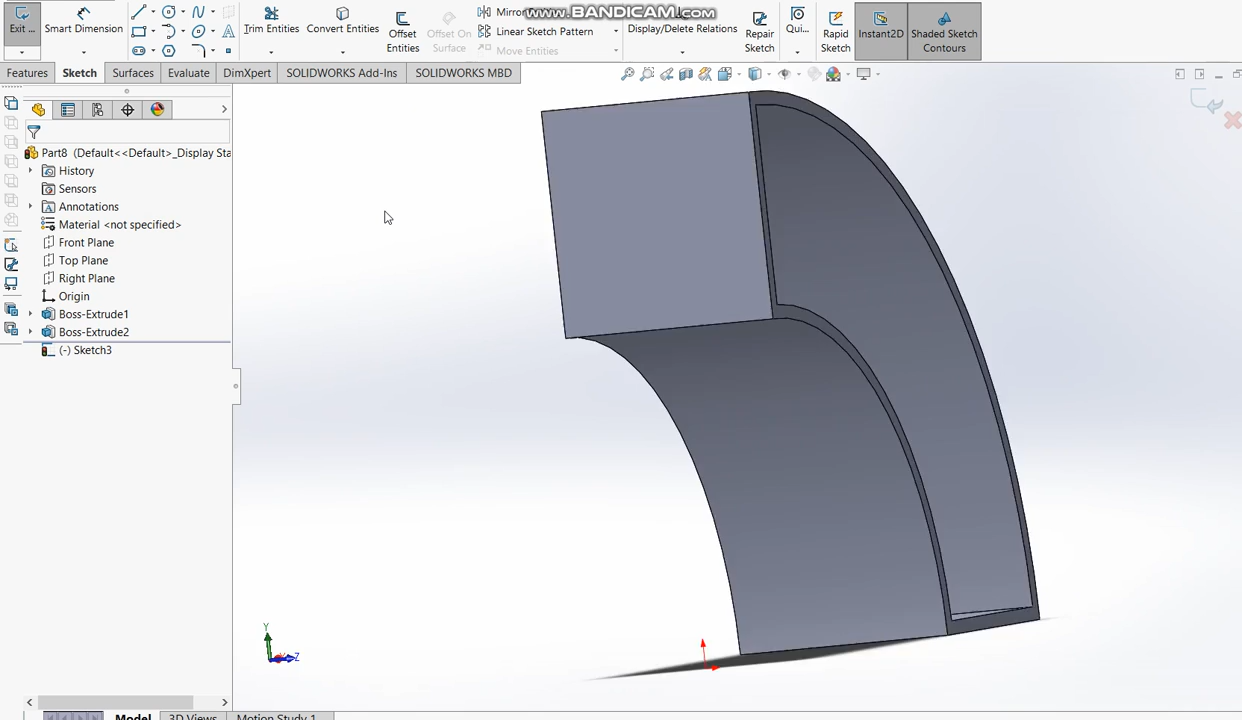 www.BANDICAM.com
Exit ...
Smart Dimension
Trim Entities
Convert Entities
Offset Entities
Offset On Surface
Mirror
Linear Sketch Pattern
Move Entities
Display/Delete Relations
Repair Sketch
Qui...
Rapid Sketch
Instant2D
Shaded Sketch Contours
Features
Sketch
Surfaces
Evaluate
DimXpert
SOLIDWORKS Add-Ins
SOLIDWORKS MBD
Part8 (Default<<Default>_Display Sta
History
Sensors
Annotations
Material <not specified>
Front Plane
Top Plane
Right Plane
Origin
Boss-Extrude1
Boss-Extrude2
(-) Sketch3
Y
Z
Model
3D Views
Motion Study 1